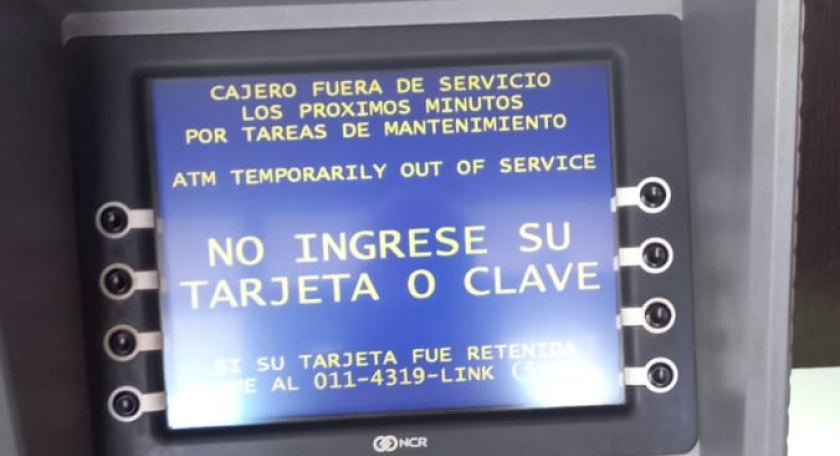 CAJERO FUERA DE SERVICIO
LOS PROXIMOS MINUTOS
POR TAREAS DE MANTENIMIENTO
ATM TEMPORARILY OUT OF SERVICE
NO INGRESE SU
TARJETA O CLAVE
SI SU TARJETA FUE RETENIDA
AL 011-4319-LINK
NCR